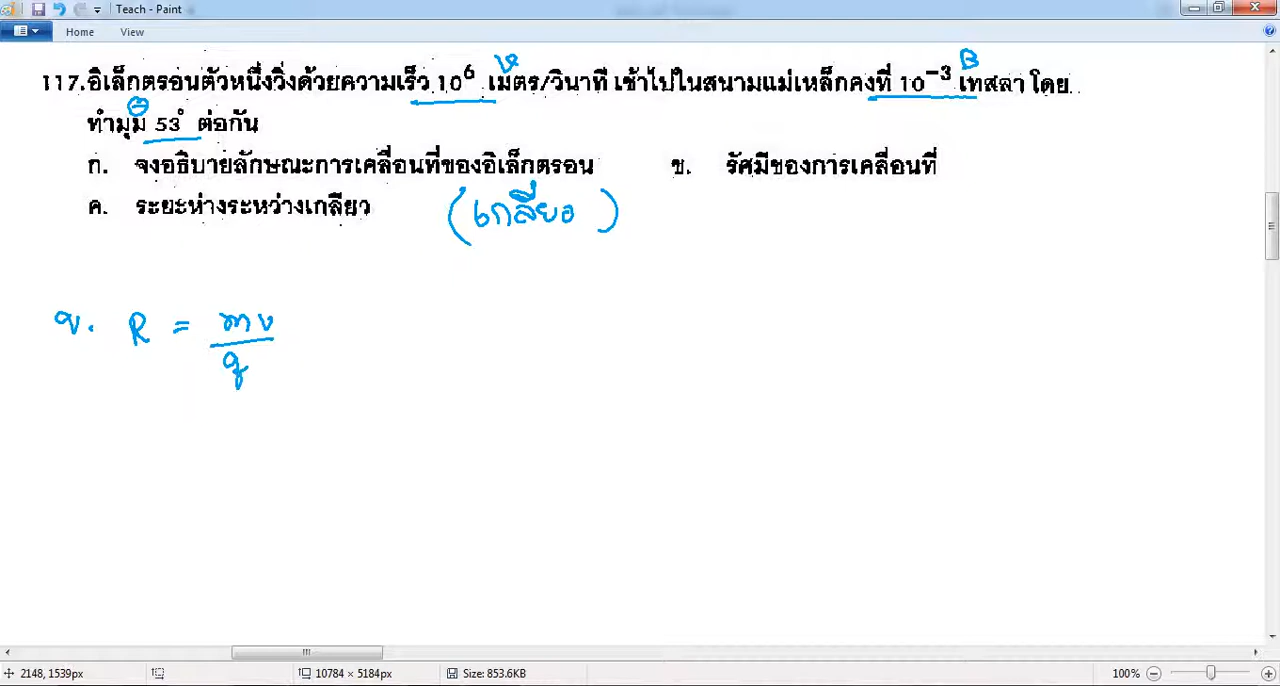 Teach - Paint
Home View
117.อิเล็กตรอนตัวหนึ่งวิ่งด้วยความเร็ว 10⁶ เมตร/วินาที เข้าไปในสนามแม่เหล็กคงที่ 10⁻³ เทสลา โดย
B
ทำมุม 53° ต่อกัน
ก. จงอธิบายลักษณะการเคลื่อนที่ของอิเล็กตรอน ข. รัศมีของการเคลื่อนที่
ค. ระยะห่างระหว่างเกลียว (เกลียว)
ข. R = mv
q
2148, 1539px 10784 × 5184px Size: 853.6KB 100%